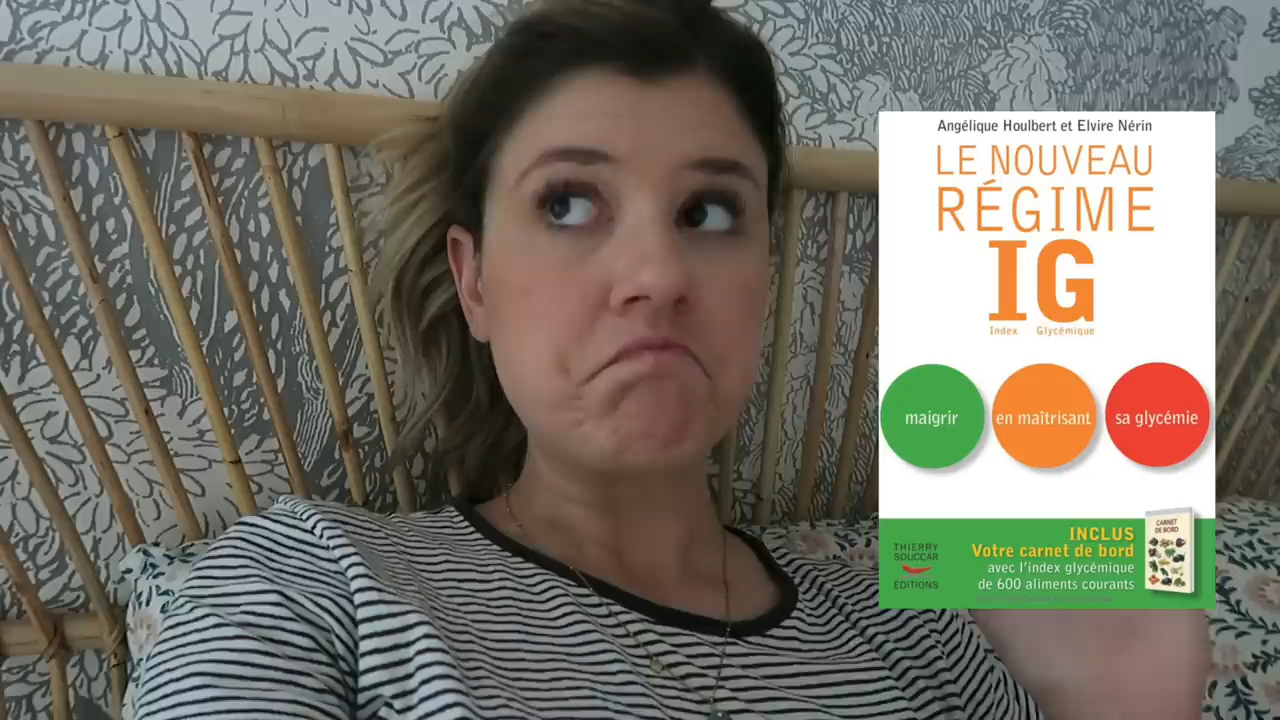 Angélique Houlbert et Elvire Nérin
LE NOUVEAU
RÉGIME
IG
Index Glycémique
maigrir
en maîtrisant
sa glycémie
INCLUS
Votre carnet de bord
avec l'index glycémique
de 600 aliments courants
CARNET
DE BORD
THIERRY
SOUCCAR
ÉDITIONS